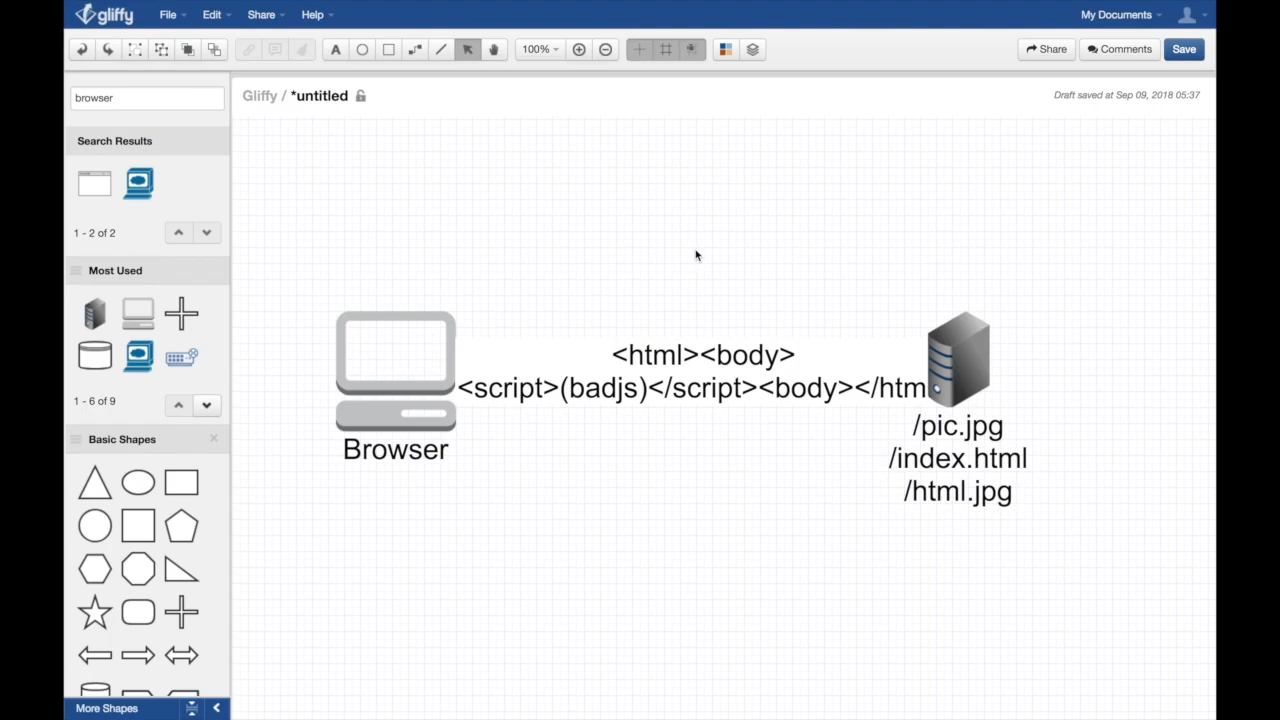 gliffy
File
Edit
Share
Help
My Documents
A
100%
Share
Comments
Save
browser
Gliffy / *untitled
Draft saved at Sep 09, 2018 05:37
Search Results
1 - 2 of 2
Most Used
1 - 6 of 9
Basic Shapes
More Shapes
<html><body>
<script>(badjs)</script><body></htm
Browser
/pic.jpg
/index.html
/html.jpg